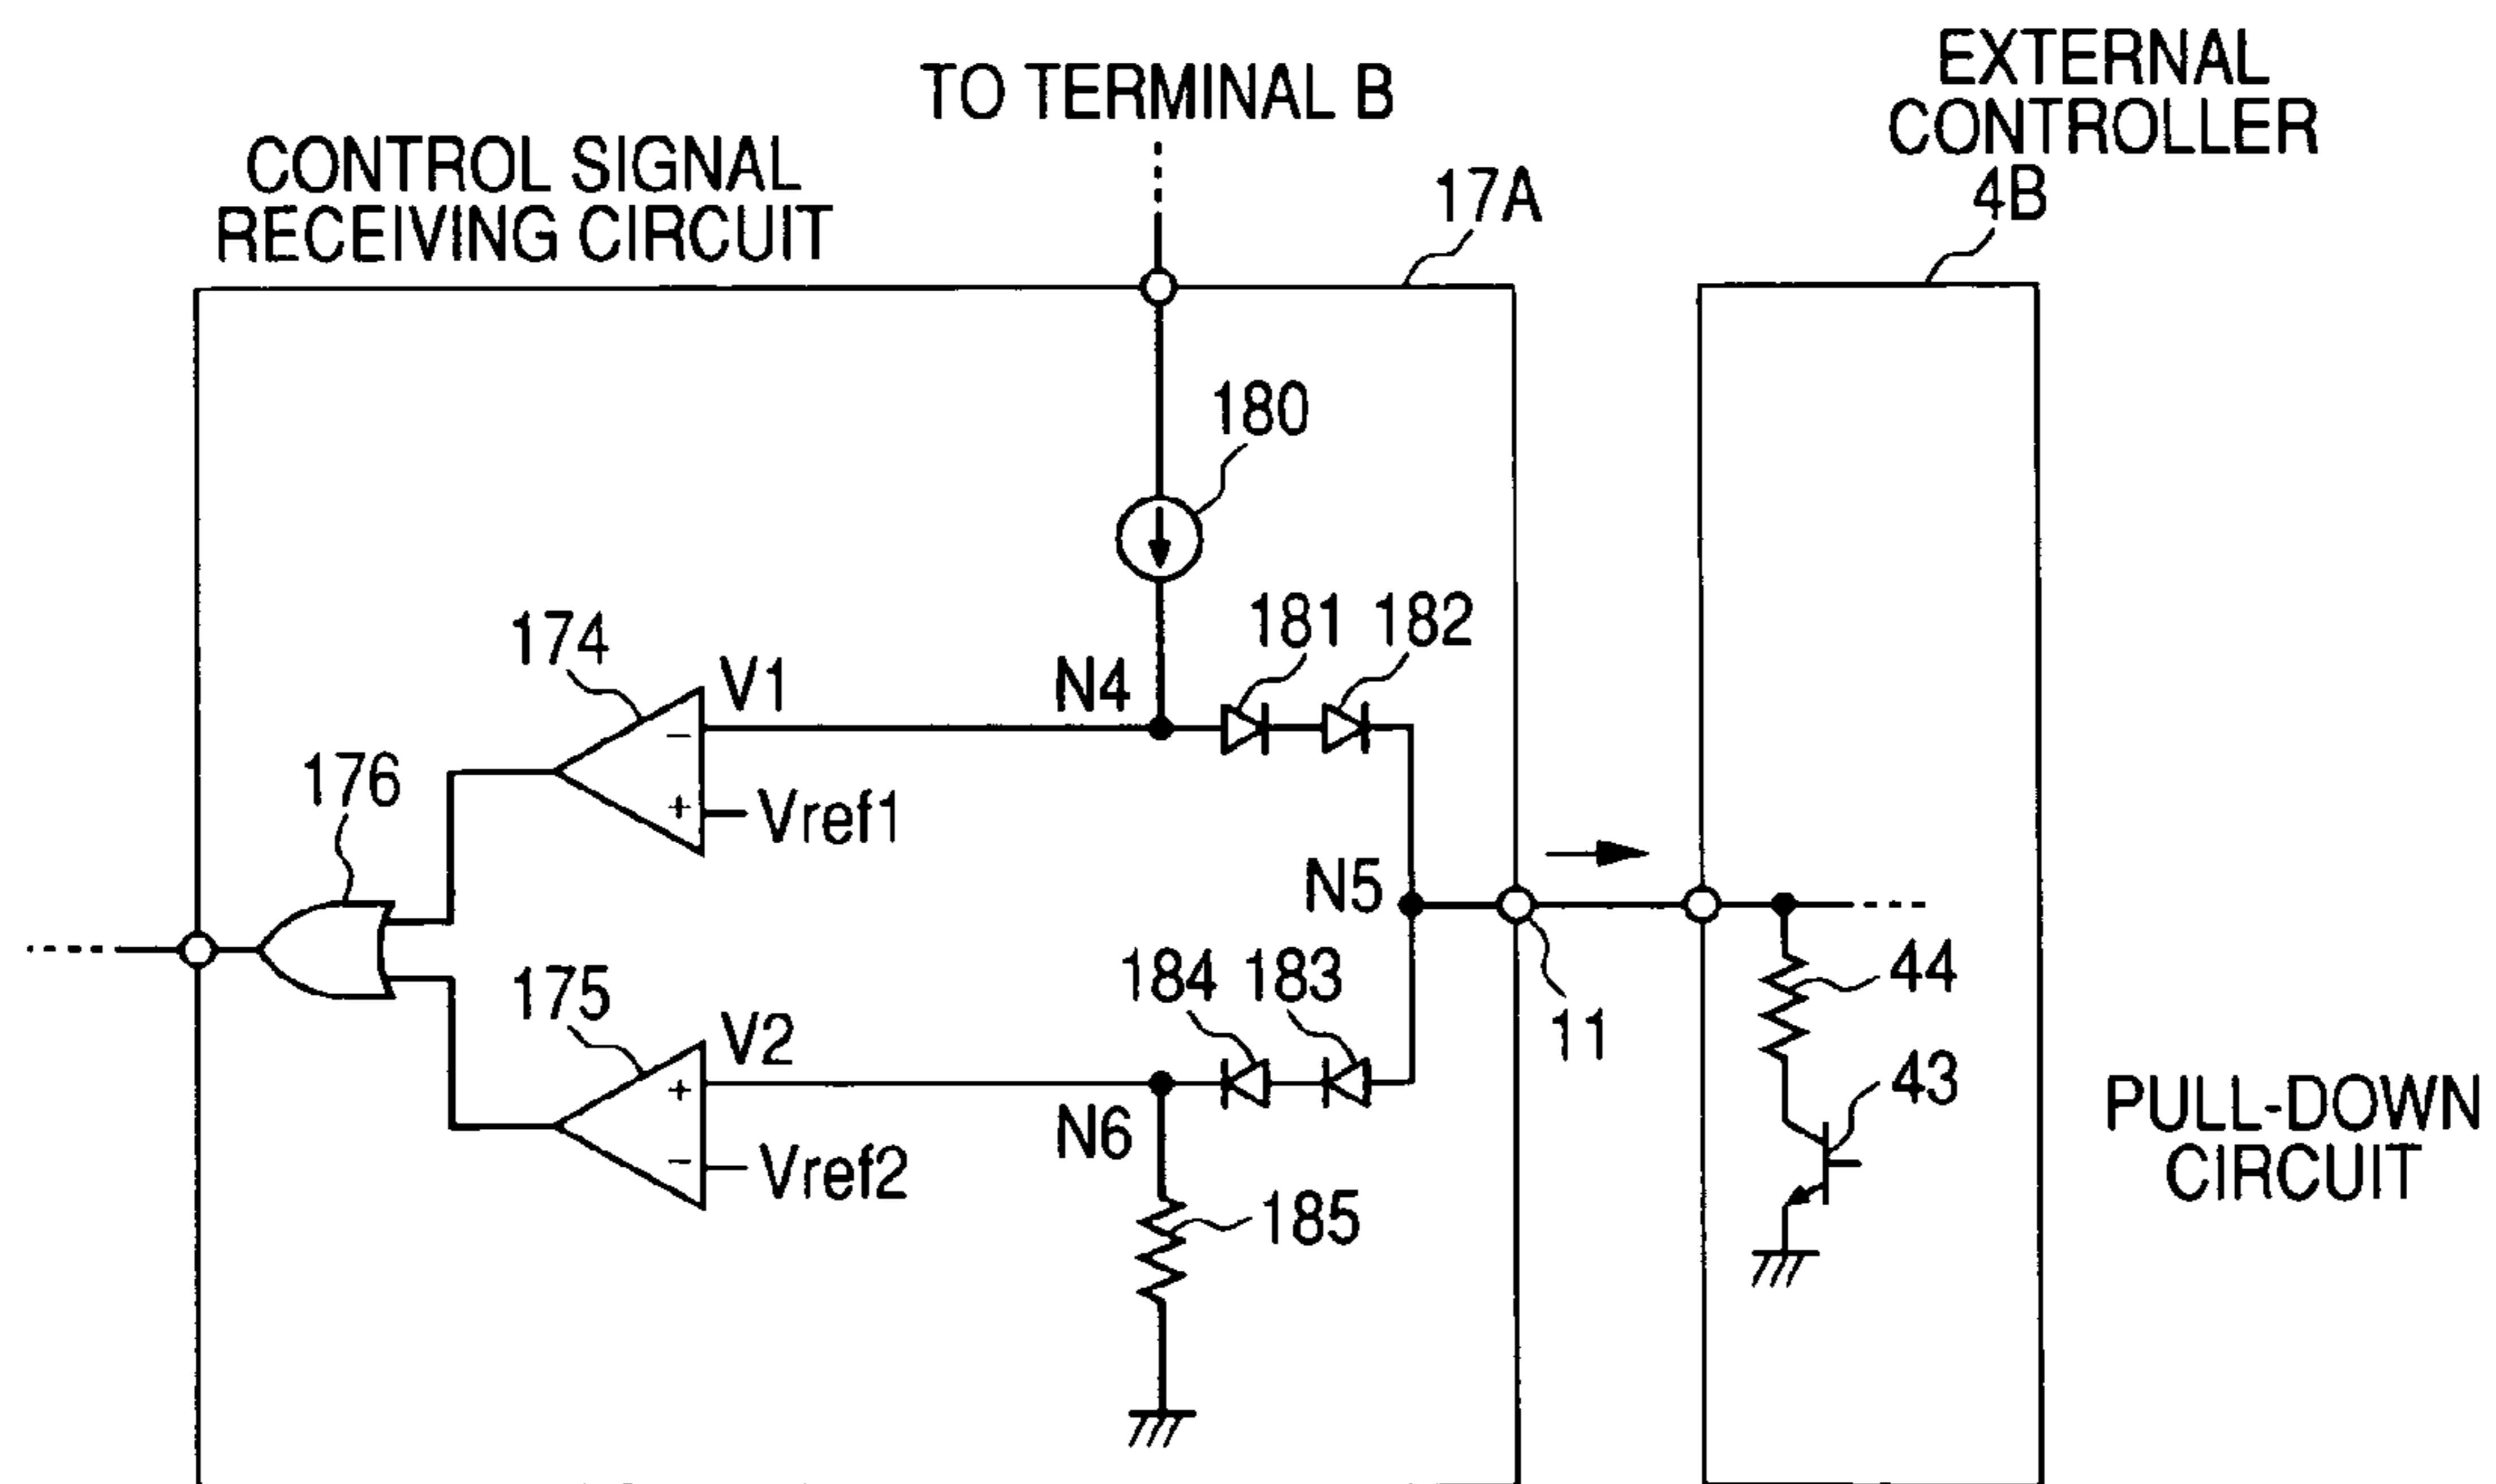 EXTERNAL
CONTROLLER
4B
TO TERMINAL B
CONTROL SIGNAL
RECEIVING CIRCUIT
17A
180
181 182
174
V1
N4
−
176
+
Vref1
N5
184 183
44
175
V2
11
+
43
N6
PULL-DOWN
CIRCUIT
−
Vref2
185